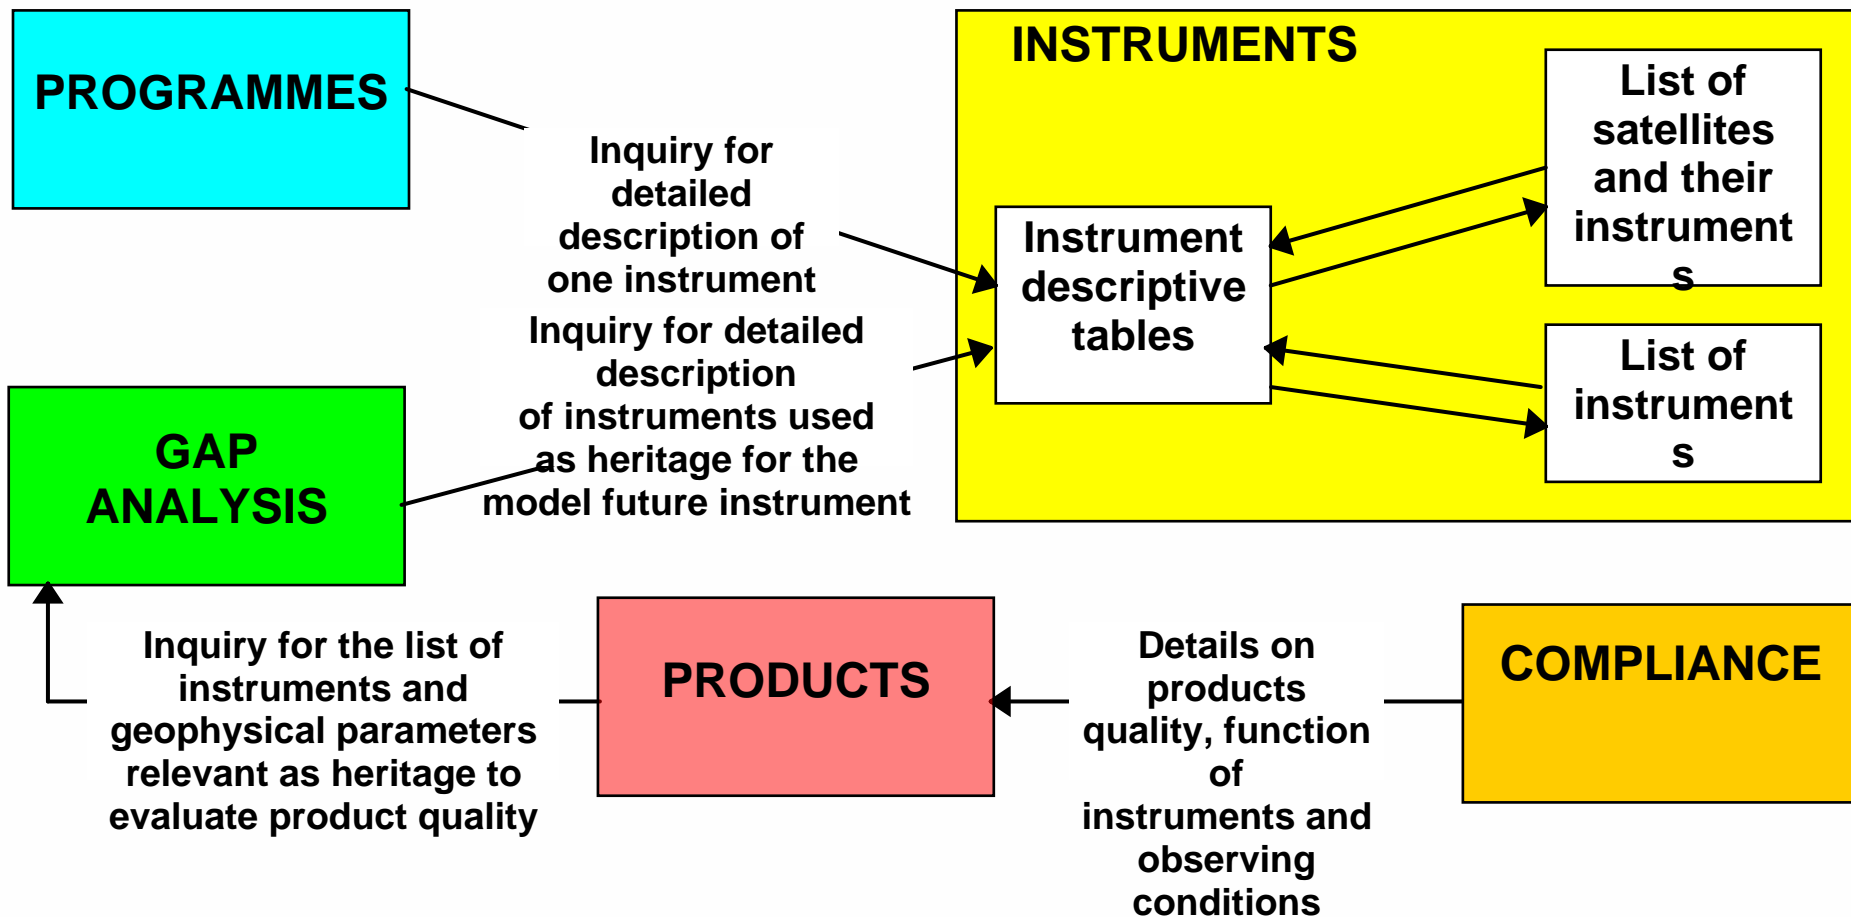 PROGRAMMES
Inquiry for
detailed
description of
one instrument
INSTRUMENTS
Instrument
descriptive
tables
List of
satellites
and their
instrument
s
List of
instrument
s
GAP
ANALYSIS
Inquiry for detailed
description
of instruments used
as heritage for the
model future instrument
Inquiry for the list of
instruments and
geophysical parameters
relevant as heritage to
evaluate product quality
PRODUCTS
Details on
products
quality, function
of
instruments and
observing
conditions
COMPLIANCE